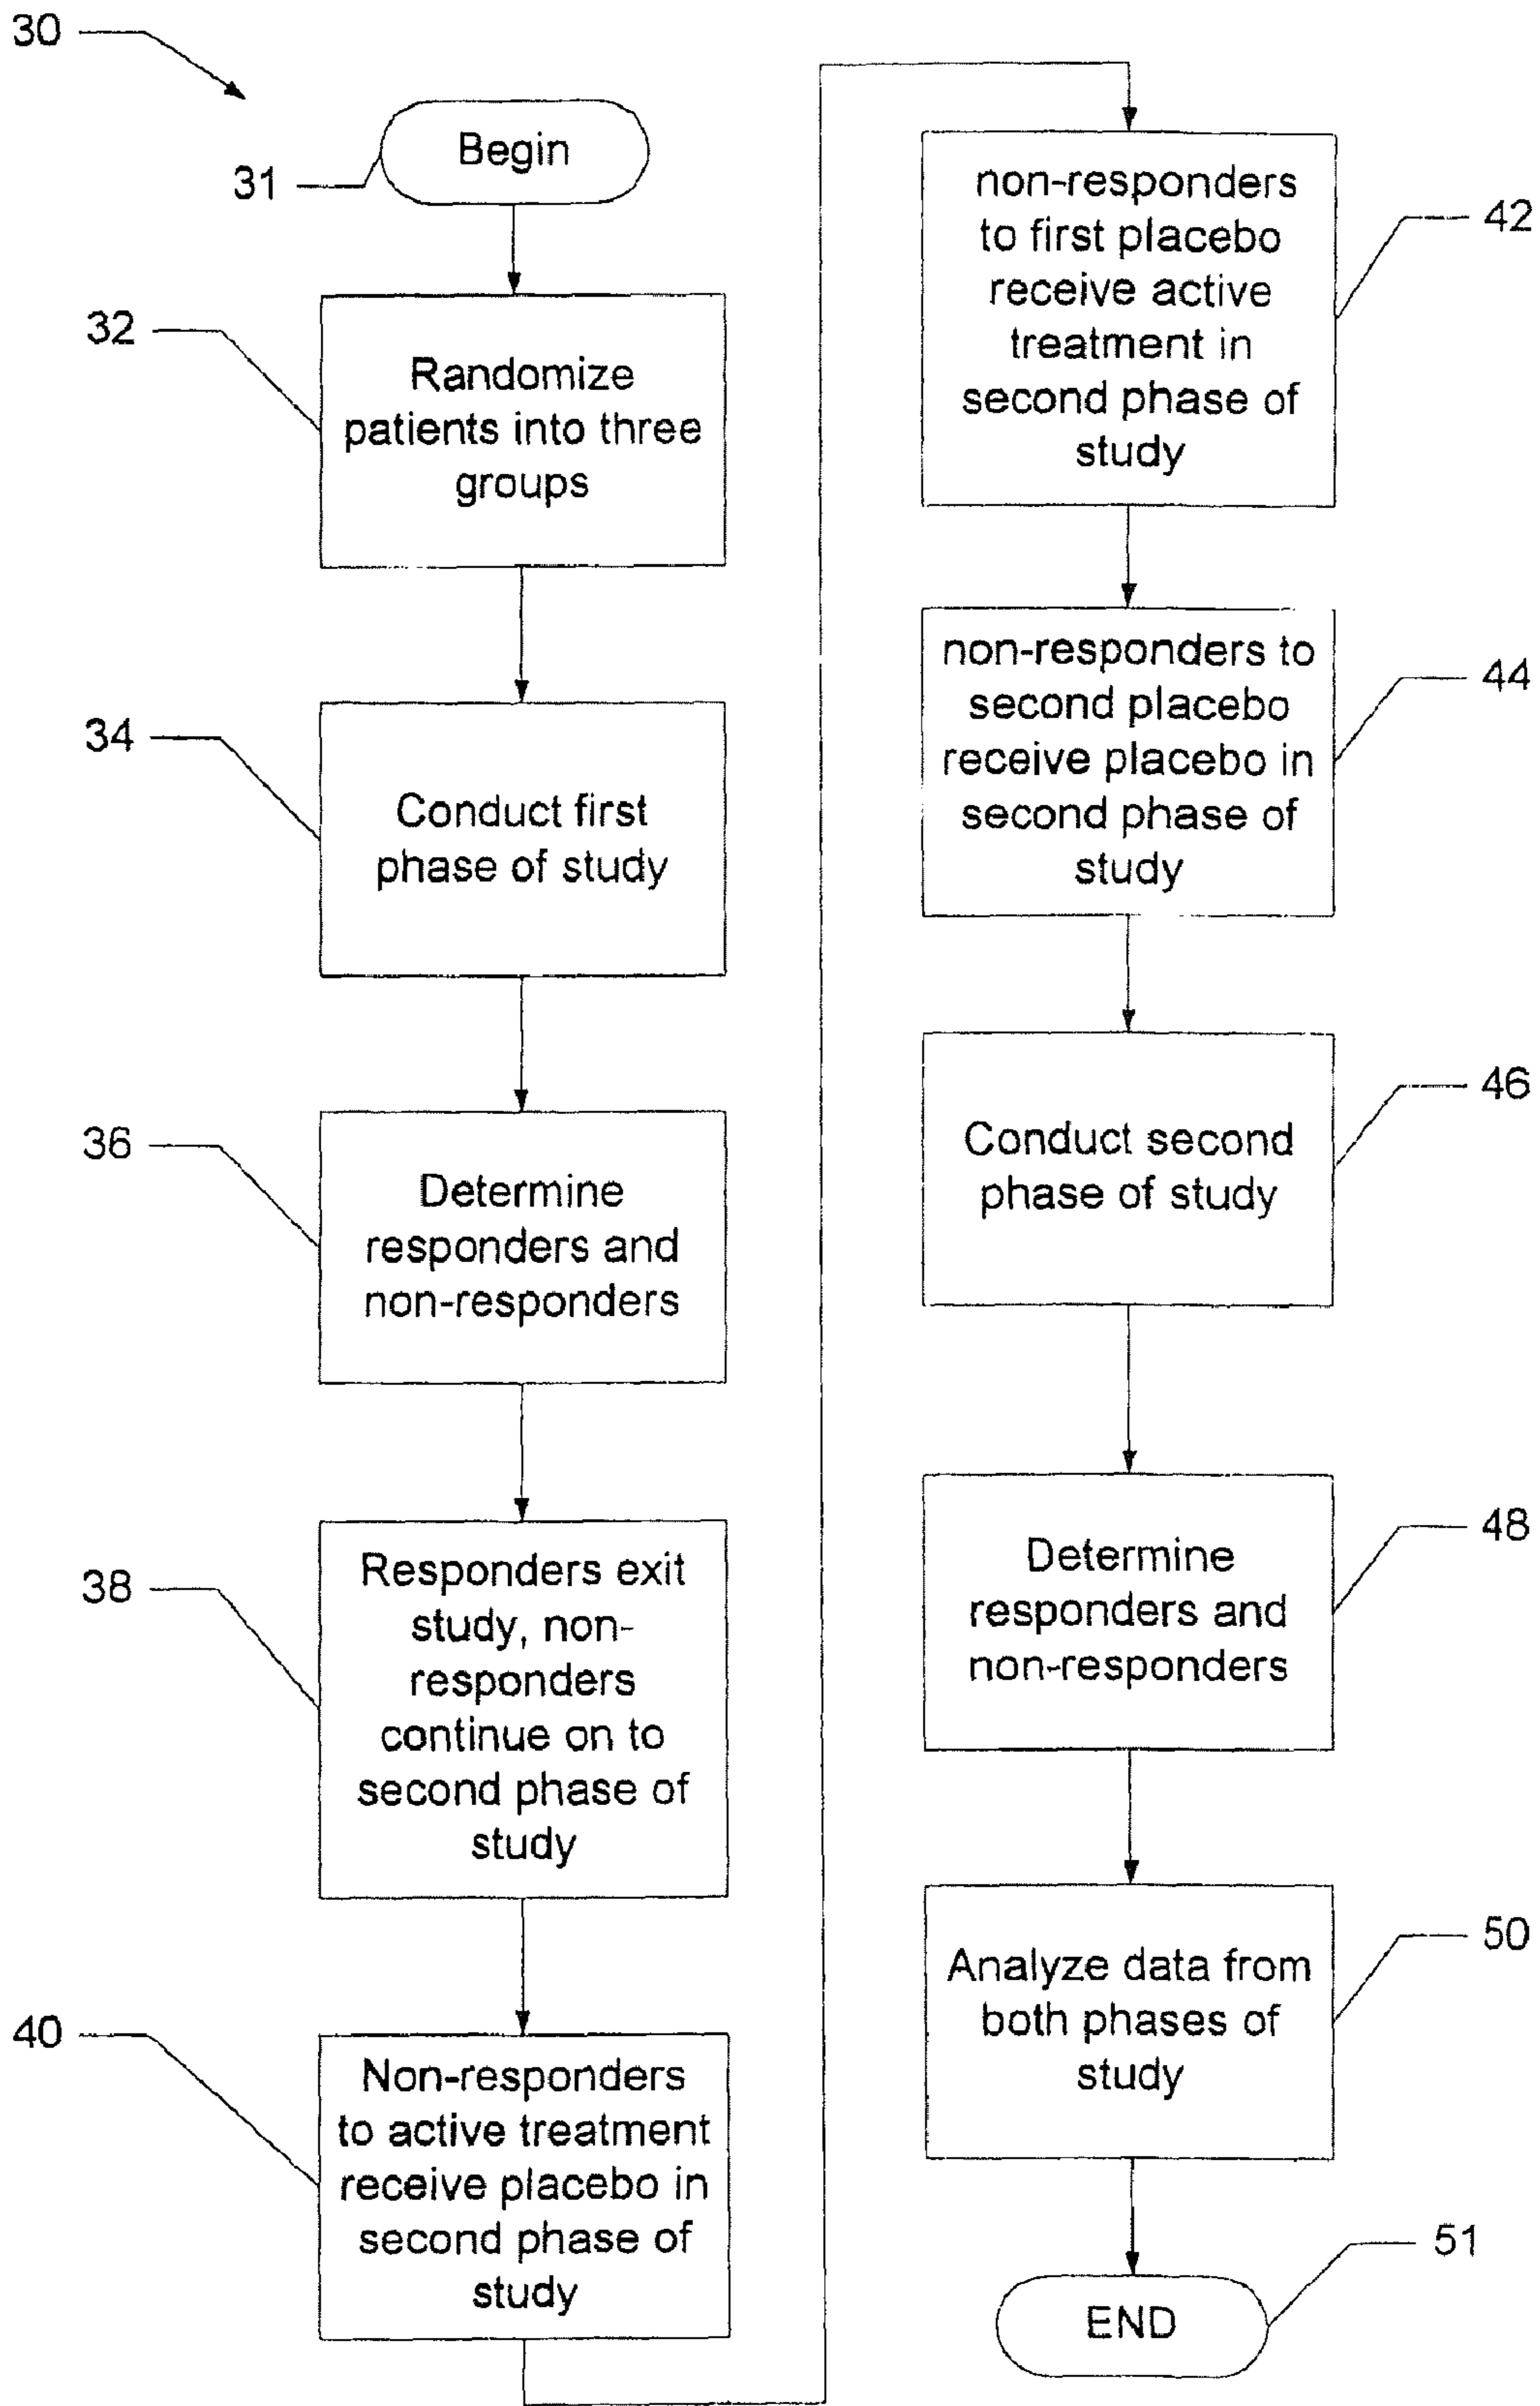 30
31
Begin
32
Randomize
patients into three
groups
34
Conduct first
phase of study
36
Determine
responders and
non-responders
38
Responders exit
study, non-
responders
continue on to
second phase of
study
40
Non-responders
to active treatment
receive placebo in
second phase of
study
42
non-responders
to first placebo
receive active
treatment in
second phase of
study
44
non-responders to
second placebo
receive placebo in
second phase of
study
46
Conduct second
phase of study
48
Determine
responders and
non-responders
50
Analyze data from
both phases of
study
51
END